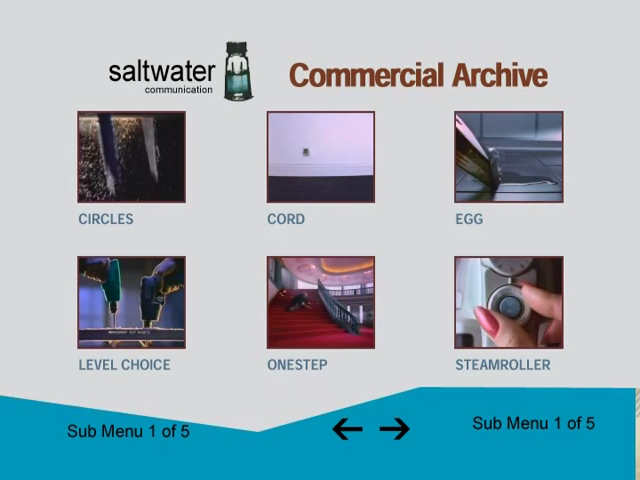 saltwater
communication
Commercial Archive
CIRCLES
CORD
EGG
LEVEL CHOICE
ONESTEP
STEAMROLLER
Sub Menu 1 of 5
Sub Menu 1 of 5